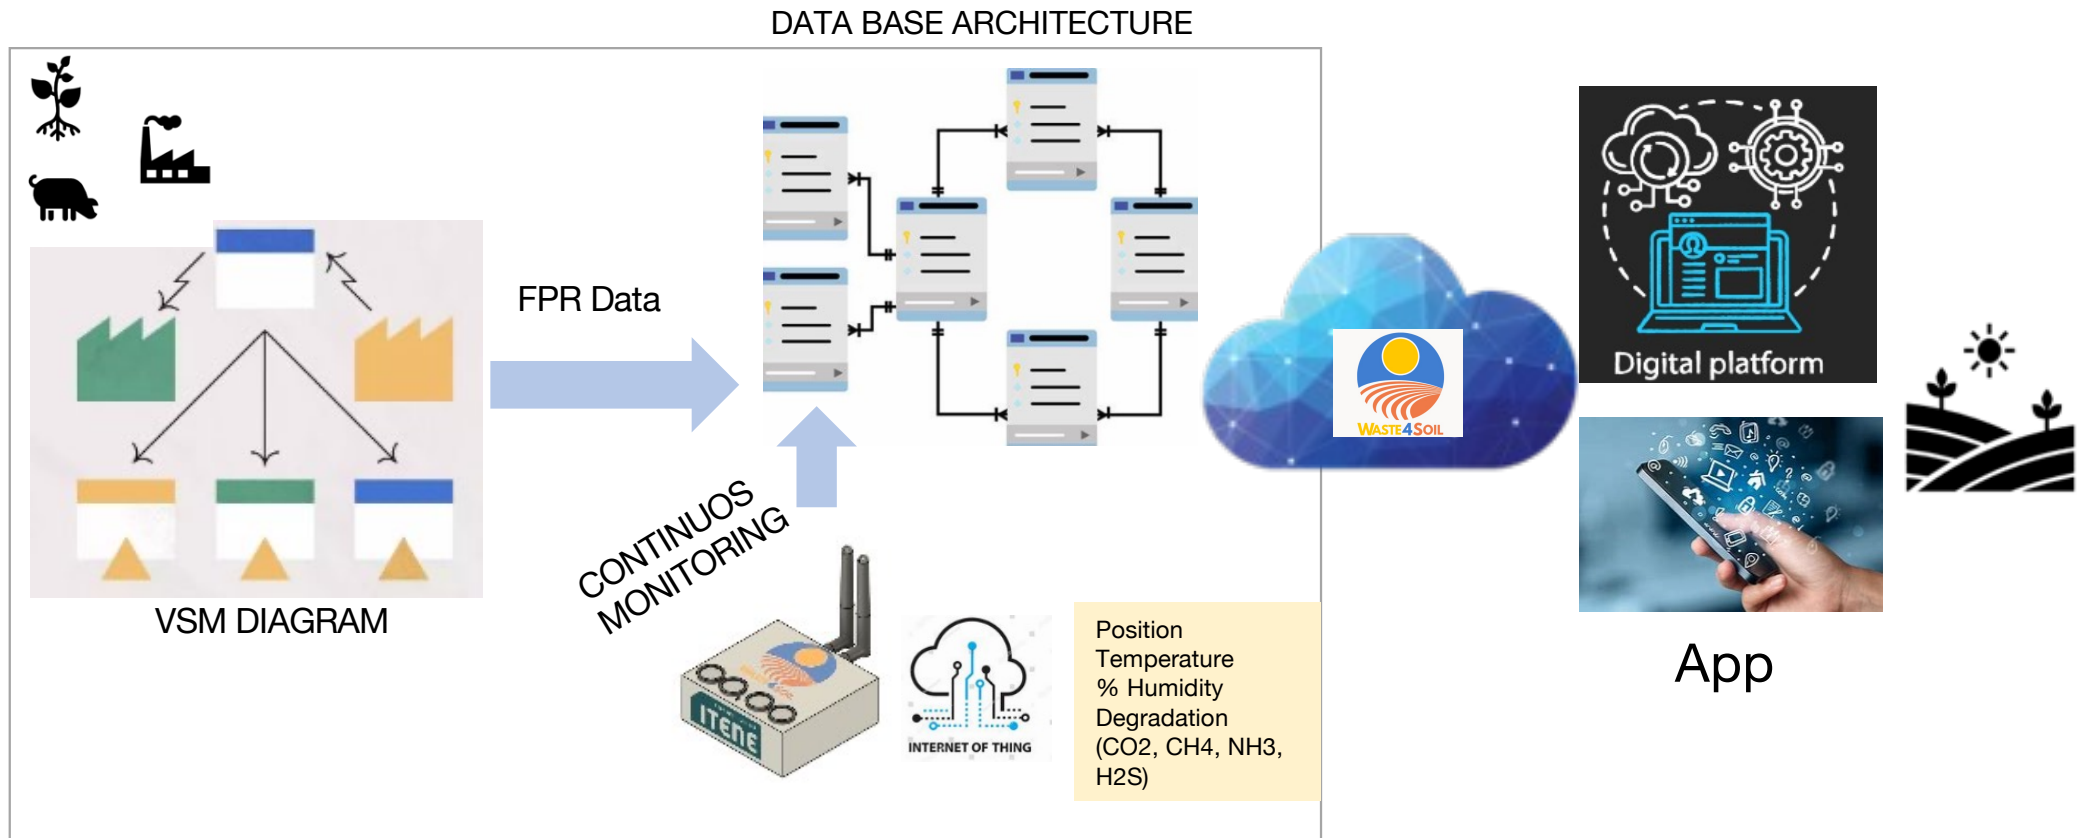 DATA BASE ARCHITECTURE
FPR Data
VSM DIAGRAM
CONTINUOS
MONITORING
WASTE4SOIL
ITENE
INTERNET OF THING
Position
Temperature
% Humidity
Degradation
(CO2, CH4, NH3,
H2S)
WASTE4SOIL
Digital platform
App